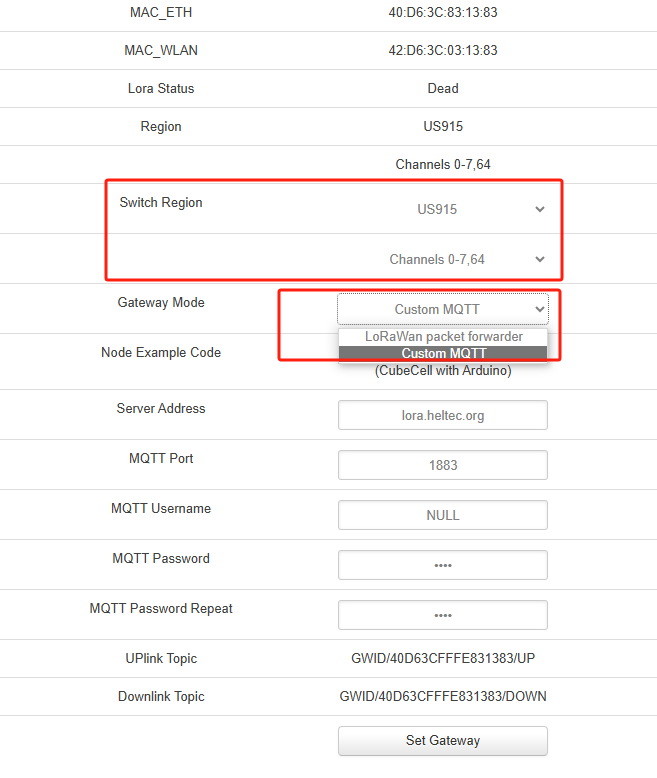 MAC_ETH 40:D6:3C:83:13:83
MAC_WLAN 42:D6:3C:03:13:83
Lora Status Dead
Region US915
Channels 0-7,64
Switch Region US915
Channels 0-7,64
Gateway Mode Custom MQTT
LoRaWan packet forwarder
Custom MQTT
Node Example Code
(CubeCell with Arduino)
Server Address lora.heltec.org
MQTT Port 1883
MQTT Username NULL
MQTT Password ••••
MQTT Password Repeat ••••
UPlink Topic GWID/40D63CFFFE831383/UP
Downlink Topic GWID/40D63CFFFE831383/DOWN
Set Gateway